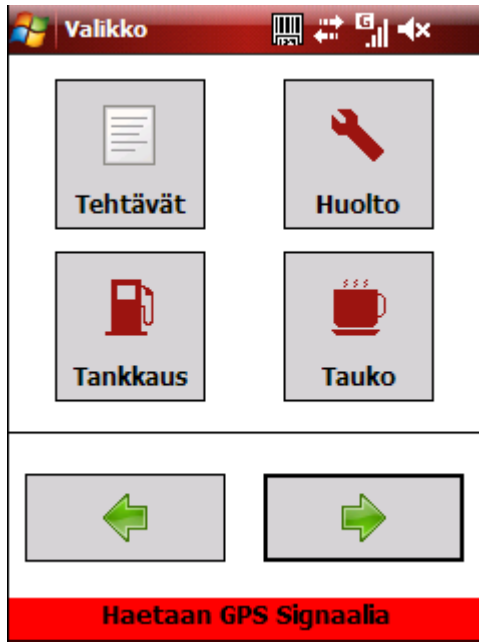 Valikko
G
Tehtävät
Huolto
Tankkaus
Tauko
Haetaan GPS Signaalia